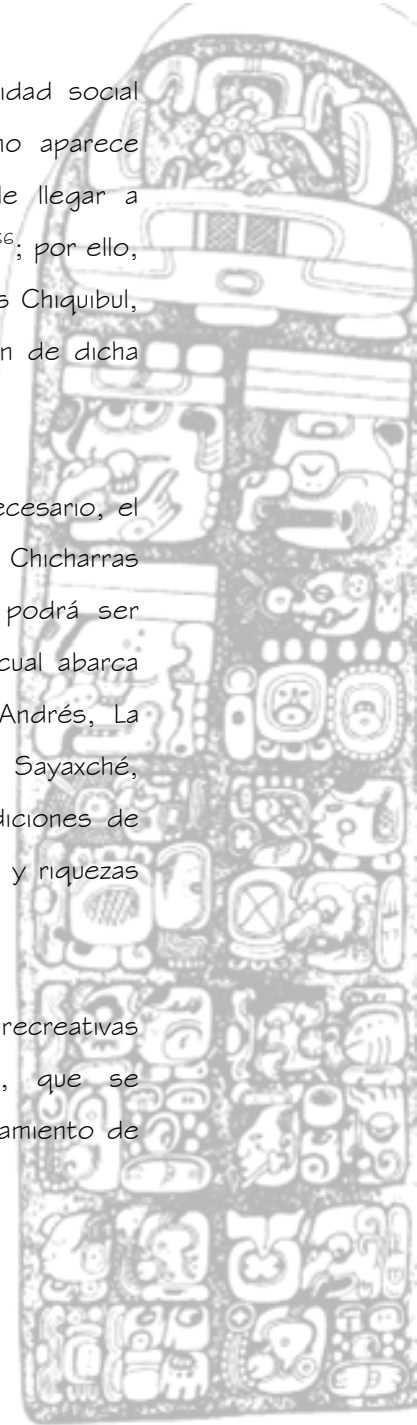 idad social
no aparece
le llegar a
56; por ello,
s Chiquibul,
n de dicha
ecesario, el
Chicharras
podrá ser
cual abarca
Andrés, La
Sayaxché,
diciones de
y riquezas
recreativas
, que se
amiento de